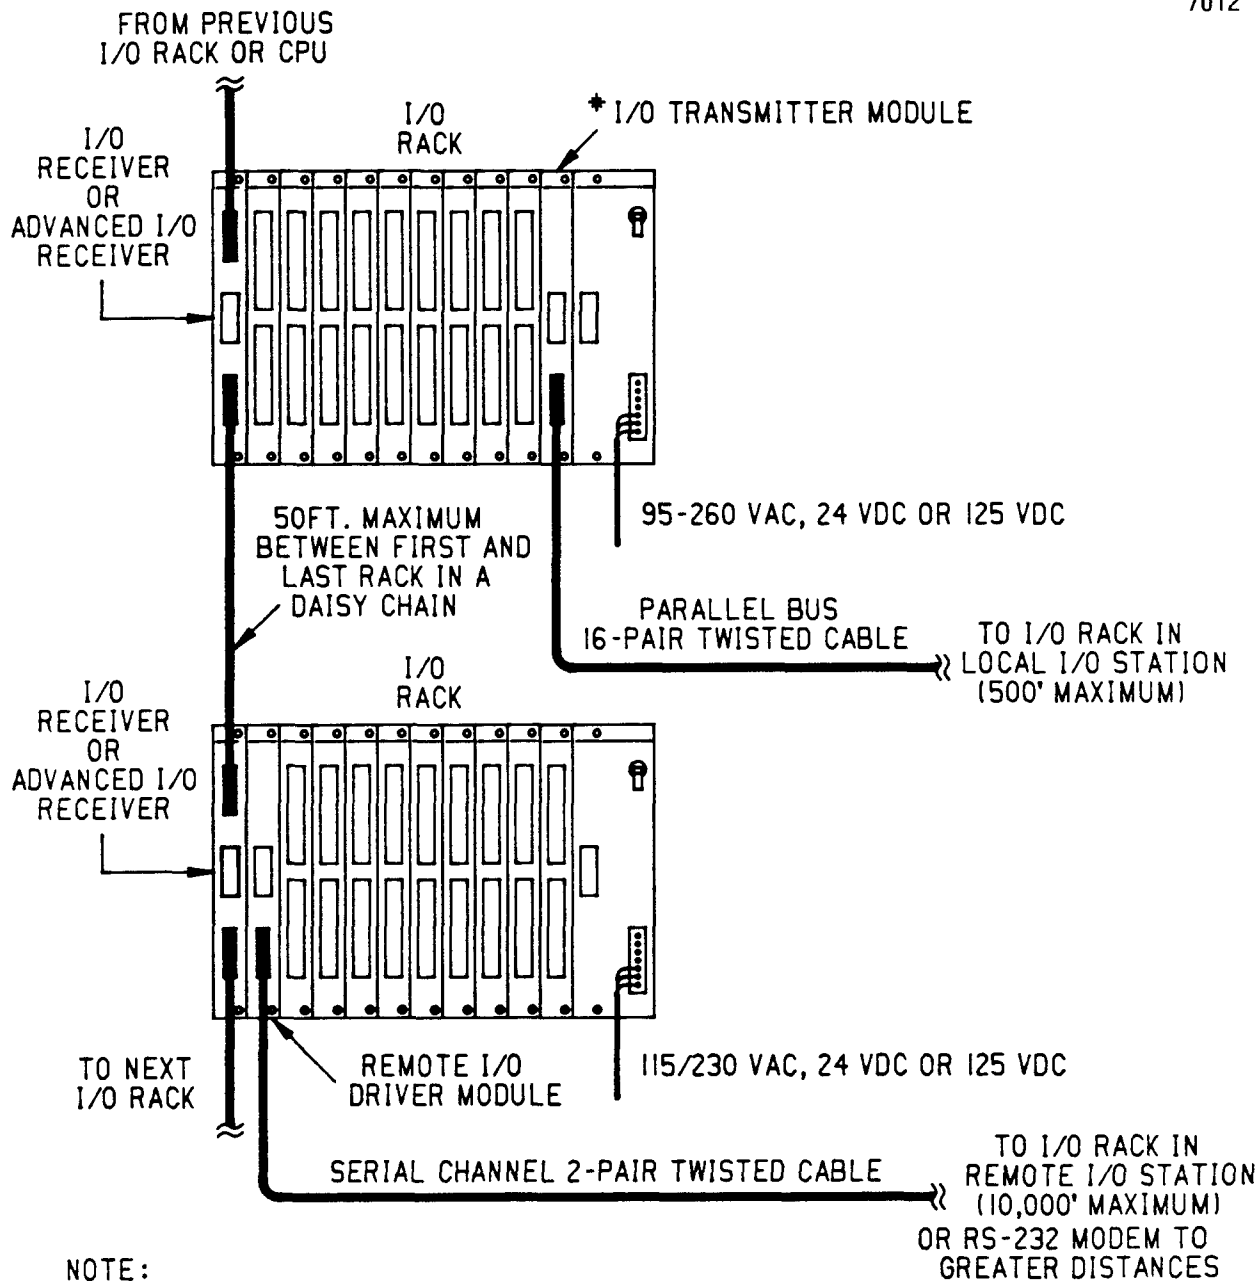 7012
FROM PREVIOUS
I/O RACK OR CPU
I/O
RACK
* I/O TRANSMITTER MODULE
I/O
RECEIVER
OR
ADVANCED I/O
RECEIVER
50FT. MAXIMUM
BETWEEN FIRST AND
LAST RACK IN A
DAISY CHAIN
95-260 VAC, 24 VDC OR 125 VDC
PARALLEL BUS
16-PAIR TWISTED CABLE
TO I/O RACK IN
LOCAL I/O STATION
(500' MAXIMUM)
I/O
RACK
I/O
RECEIVER
OR
ADVANCED I/O
RECEIVER
TO NEXT
I/O RACK
REMOTE I/O
DRIVER MODULE
115/230 VAC, 24 VDC OR 125 VDC
SERIAL CHANNEL 2-PAIR TWISTED CABLE
TO I/O RACK IN
REMOTE I/O STATION
(10,000' MAXIMUM)
OR RS-232 MODEM TO
GREATER DISTANCES
NOTE: